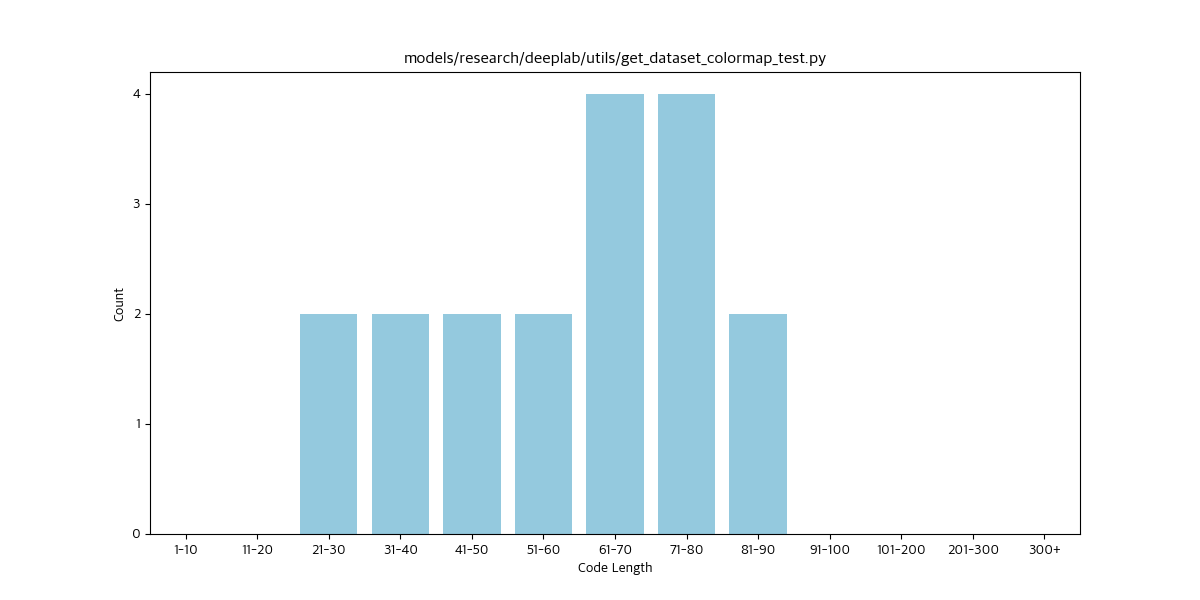 models/research/deeplab/utils/get_dataset_colormap_test.py
4
3
2
1
0
Count
1-10 11-20 21-30 31-40 41-50 51-60 61-70 71-80 81-90 91-100 101-200 201-300 300+
Code Length